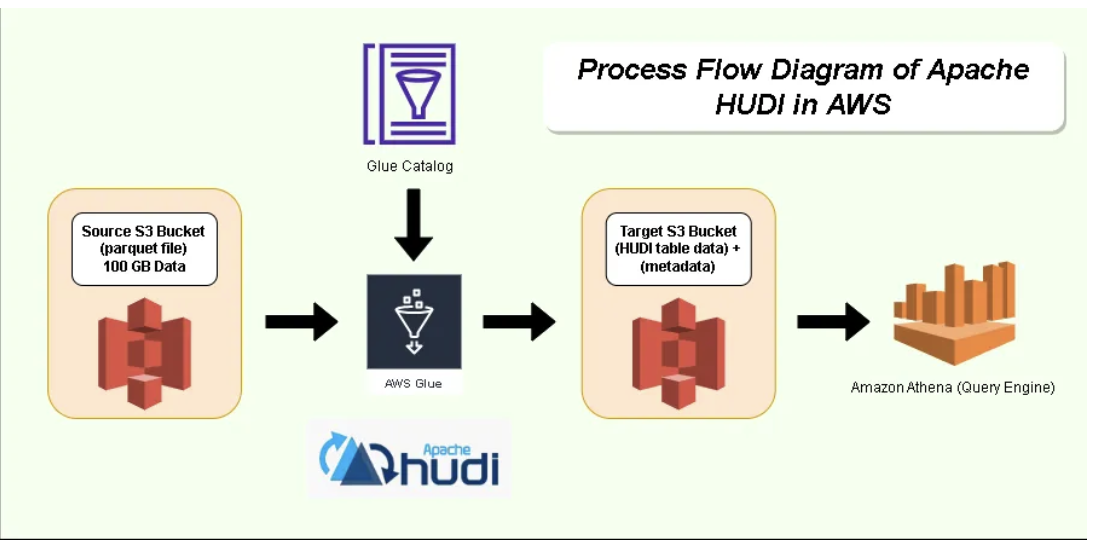 Process Flow Diagram of Apache
HUDI in AWS
Glue Catalog
Source S3 Bucket
(parquet file)
100 GB Data
AWS Glue
Apache
hudi
Target S3 Bucket
(HUDI table data) +
(metadata)
Amazon Athena (Query Engine)